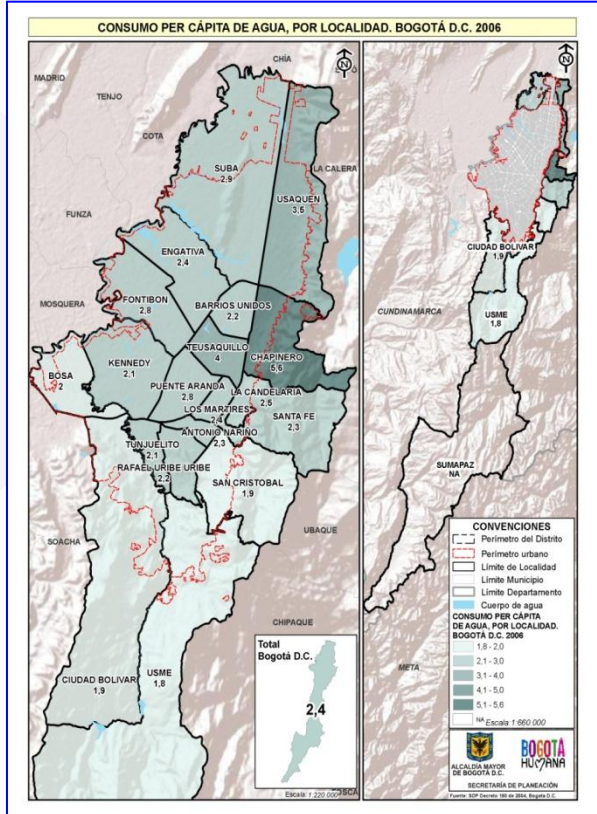 CONSUMO PER CÁPITA DE AGUA, POR LOCALIDAD. BOGOTÁ D.C. 2006
N
CHÍA
MADRID
TENJO
COTA
SUBA
2,9
LA CALERA
USAQUEN
3,5
FUNZA
ENGATIVA
2,4
FONTIBON
2,8
BARRIOS UNIDOS
2,2
MOSQUERA
TEUSAQUILLO
4
CHAPINERO
5,6
BOSA
2
KENNEDY
2,1
PUENTE ARANDA
2,8
LA CANDELARIA
2,5
LOS MARTIRES
2,4
SANTA FE
2,3
ANTONIO NARIÑO
2,3
TUNJUELITO
2,1
RAFAEL URIBE URIBE
2,2
SAN CRISTOBAL
1,9
SOACHA
UBAQUE
CHIPAQUE
CIUDAD BOLIVAR
1,9
USME
1,8
Total
Bogotá D.C.
2,4
Escala: 1:220 000
N
CIUDAD BOLIVAR
1,9
CUNDINAMARCA
USME
1,8
SUMAPAZ
NA
META
CONVENCIONES
Perímetro del Distrito
Perímetro urbano
Límite de Localidad
Límite Municipio
Límite Departamento
Cuerpo de agua
CONSUMO PER CÁPITA
DE AGUA, POR LOCALIDAD.
BOGOTÁ D.C. 2006
1,8 - 2,0
2,1 - 3,0
3,1 - 4,0
4,1 - 5,0
5,1 - 5,6
NA Escala 1:660 000
ALCALDÍA MAYOR
DE BOGOTÁ D.C.
BOGOTÁ
HUMANA
SECRETARÍA DE PLANEACIÓN